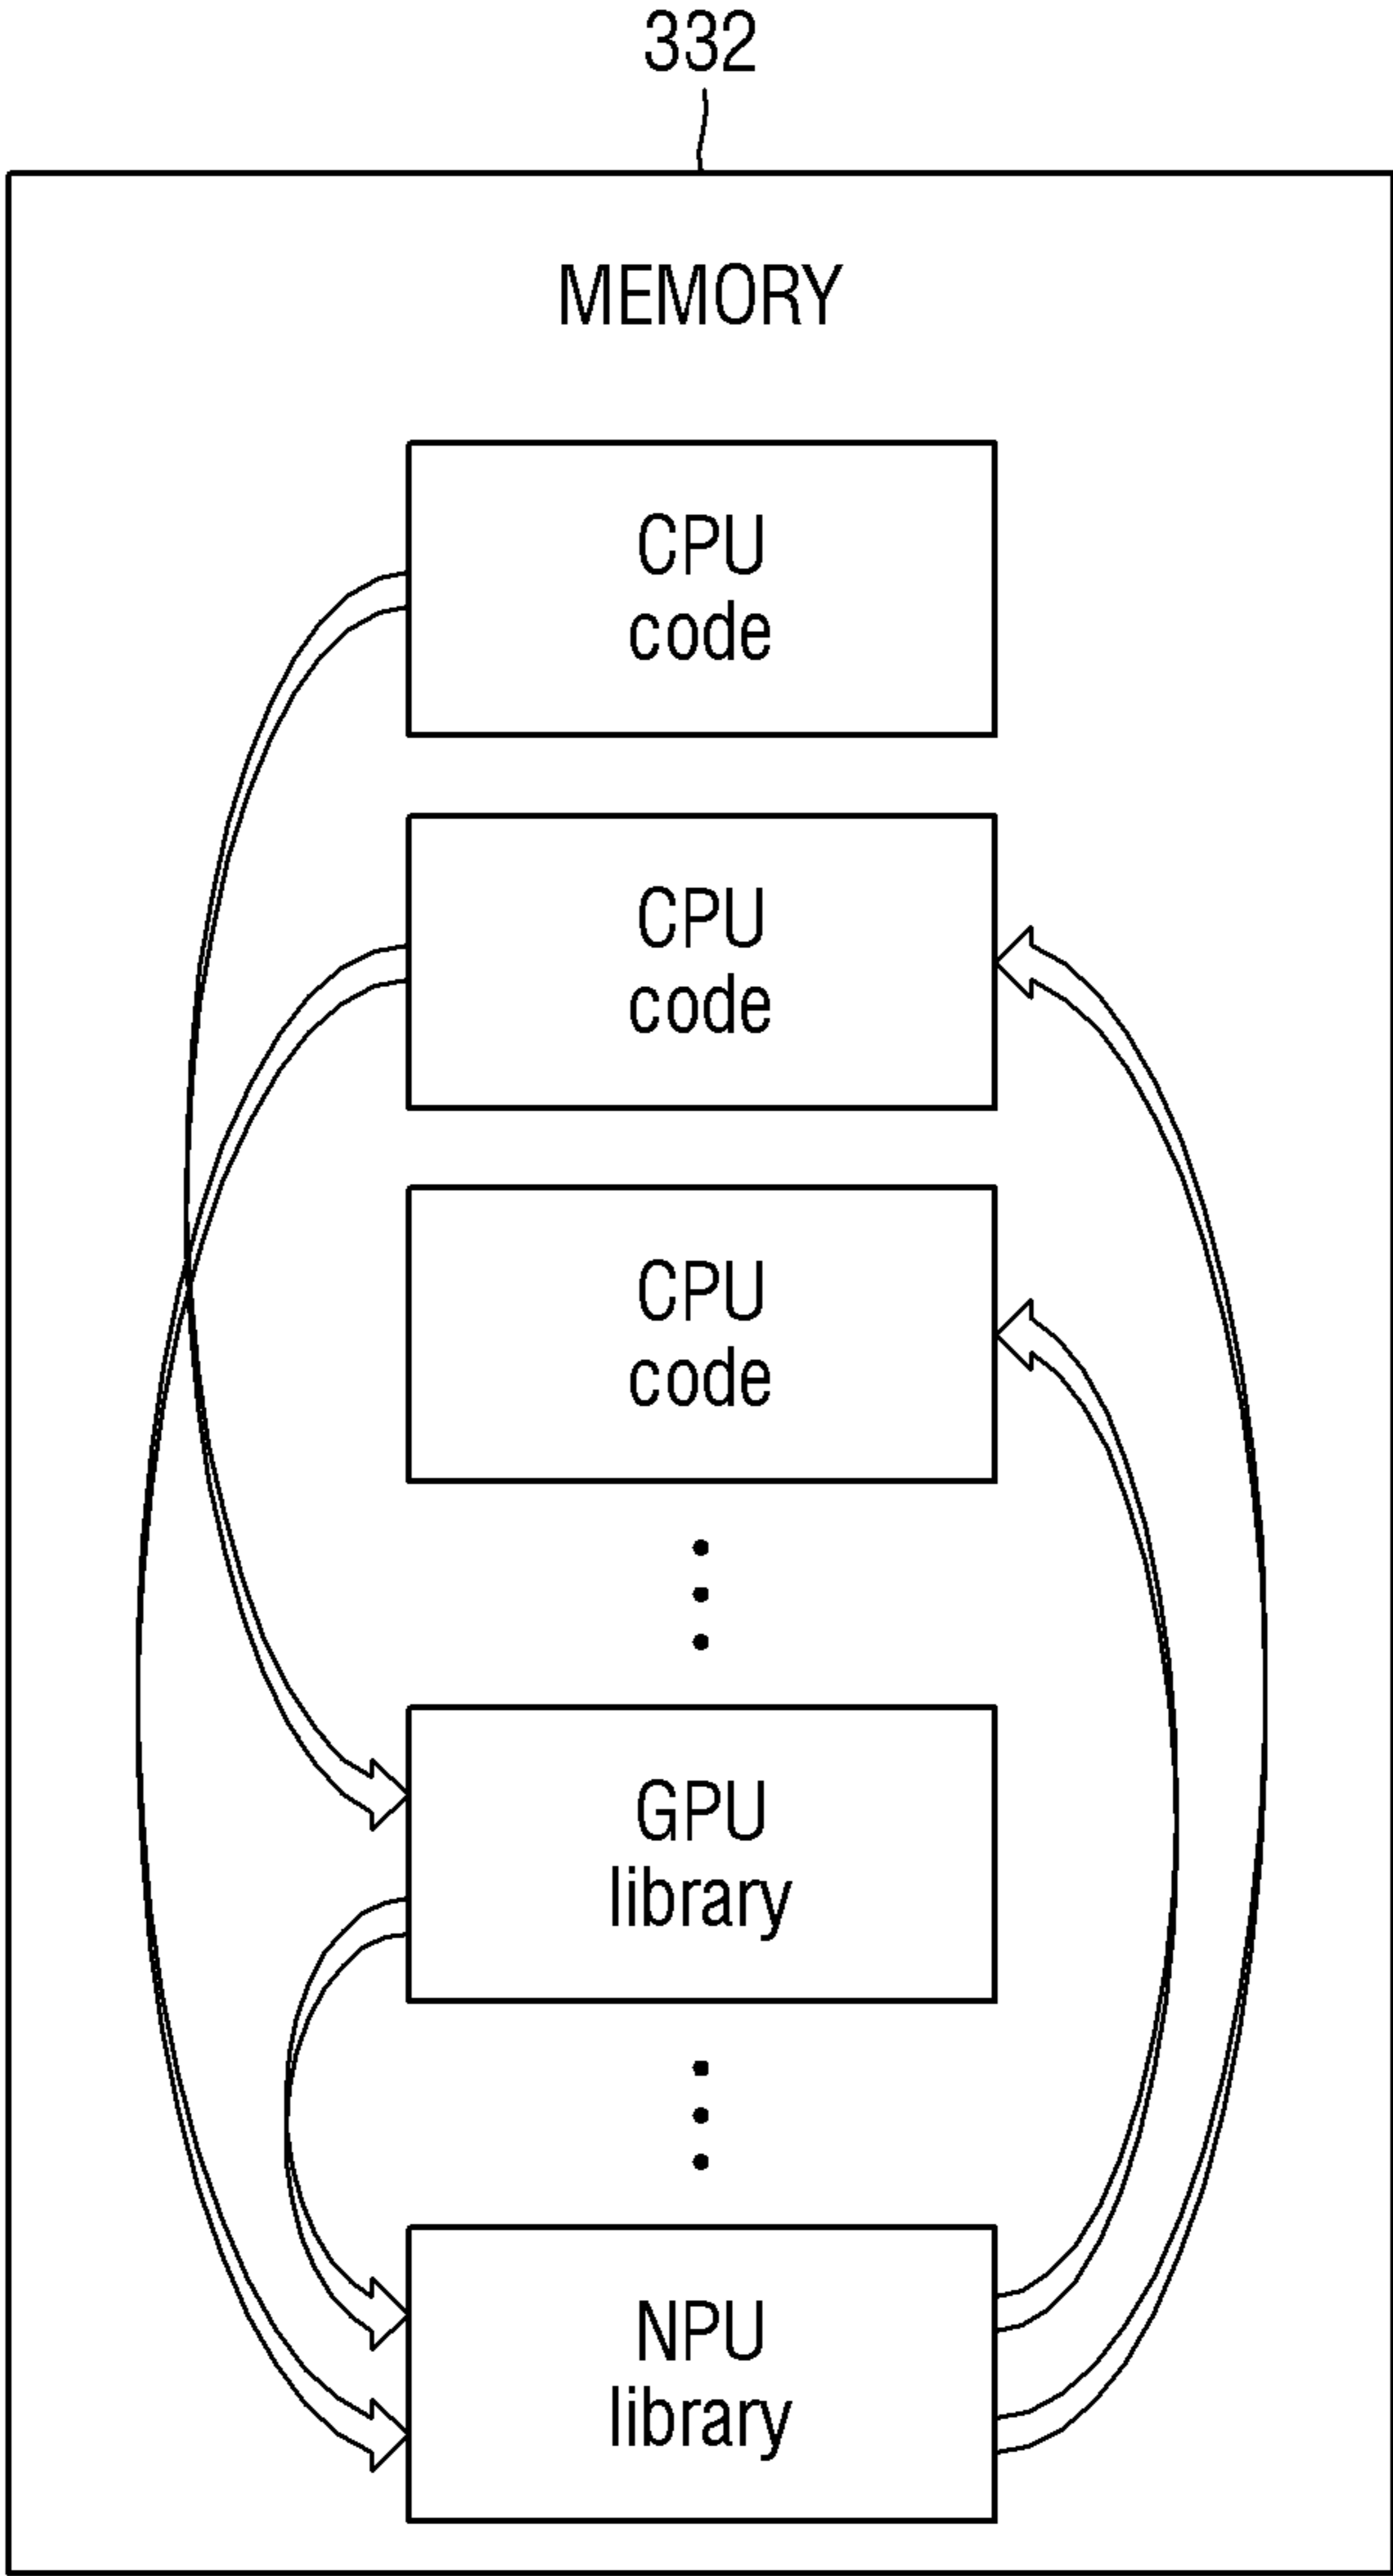 332
MEMORY
CPU
code
CPU
code
CPU
code
GPU
library
NPU
library